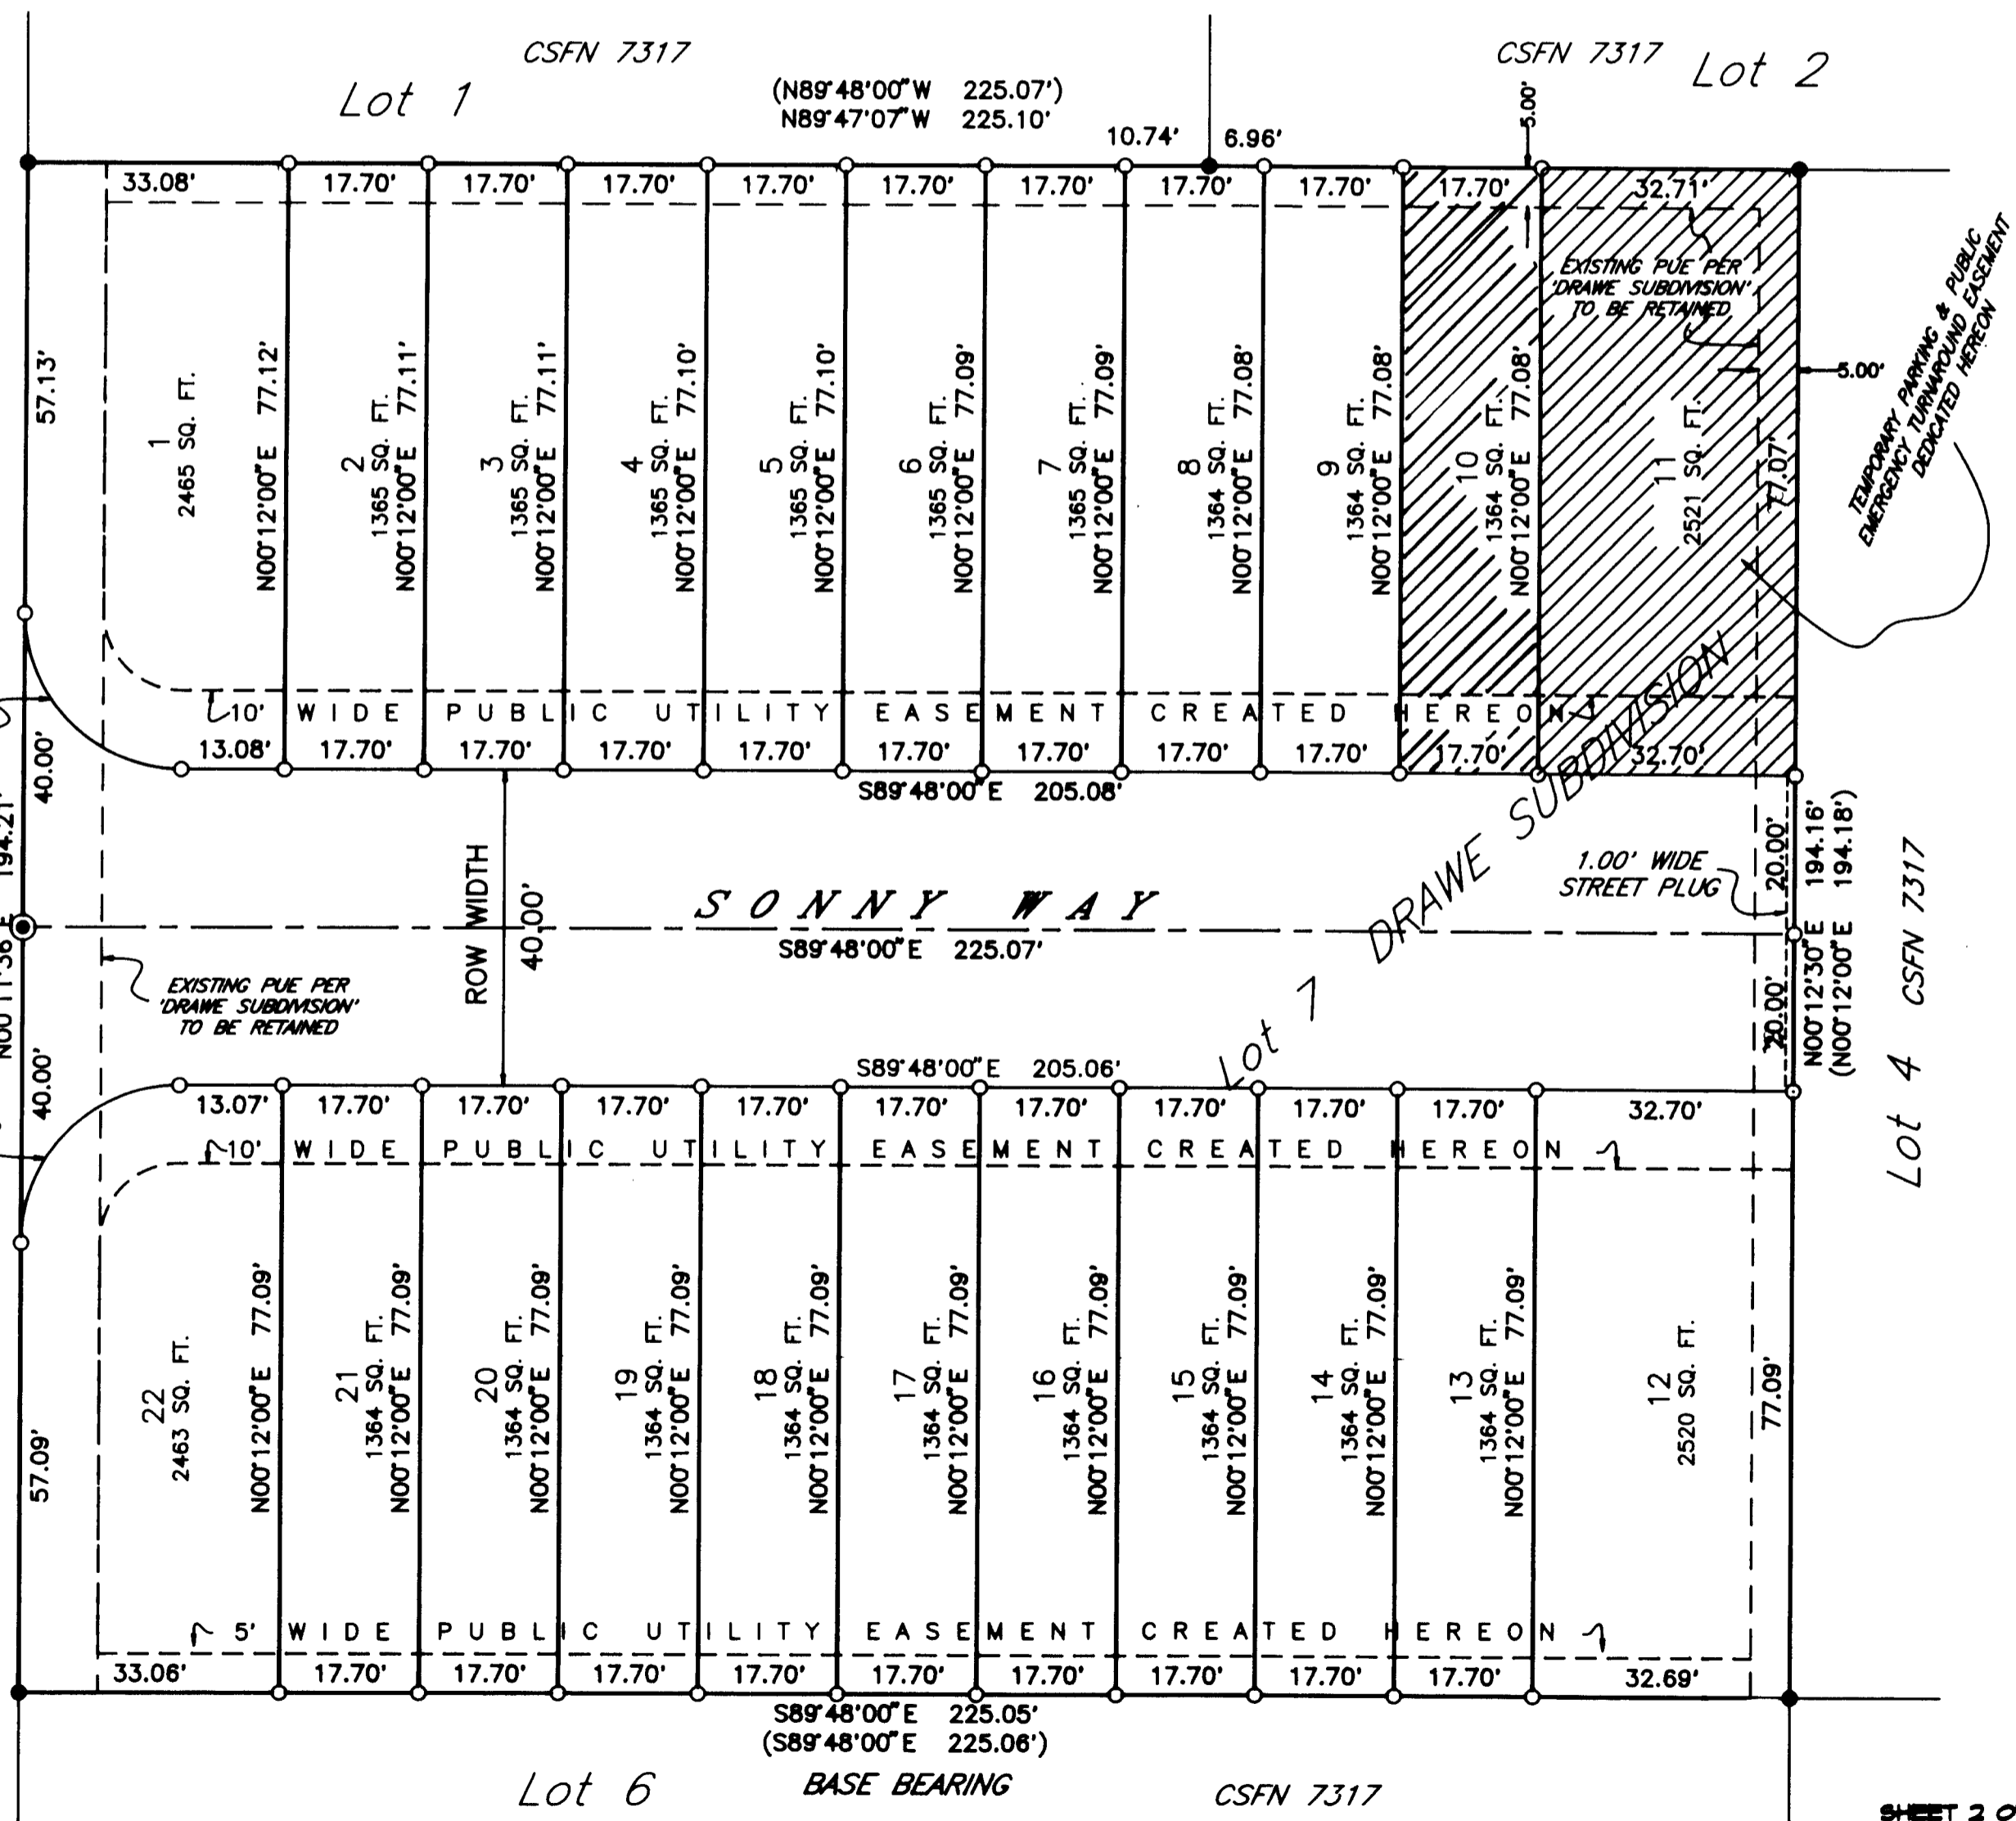 CSFN 7317
CSFN 7317
Lot 1
Lot 2
(N89°48'00"W 225.07')
N89°47'07"W 225.10'
10.74'
6.96'
5.00'
33.08'
17.70'
17.70'
17.70'
17.70'
17.70'
17.70'
17.70'
17.70'
17.70'
32.71'
EXISTING PUE PER
'DRAWE SUBDIVISION'
TO BE RETAINED
TEMPORARY PARKING & PUBLIC
EMERGENCY TURNAROUND EASEMENT
DEDICATED HEREON
5.00'
57.13'
1
2465 SQ. FT.
N00°12'00"E 77.12'
2
1365 SQ. FT.
N00°12'00"E 77.11'
3
1365 SQ. FT.
N00°12'00"E 77.11'
4
1365 SQ. FT.
N00°12'00"E 77.10'
5
1365 SQ. FT.
N00°12'00"E 77.10'
6
1365 SQ. FT.
N00°12'00"E 77.09'
7
1365 SQ. FT.
N00°12'00"E 77.09'
8
1364 SQ. FT.
N00°12'00"E 77.08'
9
1364 SQ. FT.
N00°12'00"E 77.08'
10
1364 SQ. FT.
N00°12'00"E 77.08'
11
2521 SQ. FT.
10' WIDE PUBLIC UTILITY EASEMENT CREATED HEREON
13.08'
17.70'
17.70'
17.70'
17.70'
17.70'
17.70'
17.70'
17.70'
17.70'
32.70'
S89°48'00"E 205.08'
40.00'
194.21'
40.00'
ROW WIDTH
40.00'
SONNY WAY
S89°48'00"E 225.07'
Lot 7 DRAWE SUBDIVISION
1.00' WIDE
STREET PLUG
20.00'
20.00'
N00°12'30"E 194.16'
(N00°12'00"E 194.18')
Lot 4 CSFN 7317
EXISTING PUE PER
'DRAWE SUBDIVISION'
TO BE RETAINED
S89°48'00"E 205.06'
13.07'
17.70'
17.70'
17.70'
17.70'
17.70'
17.70'
17.70'
17.70'
17.70'
32.70'
10' WIDE PUBLIC UTILITY EASEMENT CREATED HEREON
57.09'
22
2463 SQ. FT.
N00°12'00"E 77.09'
21
1364 SQ. FT.
N00°12'00"E 77.09'
20
1364 SQ. FT.
N00°12'00"E 77.09'
19
1364 SQ. FT.
N00°12'00"E 77.09'
18
1364 SQ. FT.
N00°12'00"E 77.09'
17
1364 SQ. FT.
N00°12'00"E 77.09'
16
1364 SQ. FT.
N00°12'00"E 77.09'
15
1364 SQ. FT.
N00°12'00"E 77.09'
14
1364 SQ. FT.
N00°12'00"E 77.09'
13
1364 SQ. FT.
N00°12'00"E 77.09'
12
2520 SQ. FT.
77.09'
5' WIDE PUBLIC UTILITY EASEMENT CREATED HEREON
33.06'
17.70'
17.70'
17.70'
17.70'
17.70'
17.70'
17.70'
17.70'
17.70'
32.69'
S89°48'00"E 225.05'
(S89°48'00"E 225.06')
Lot 6
BASE BEARING
CSFN 7317
SHEET 2